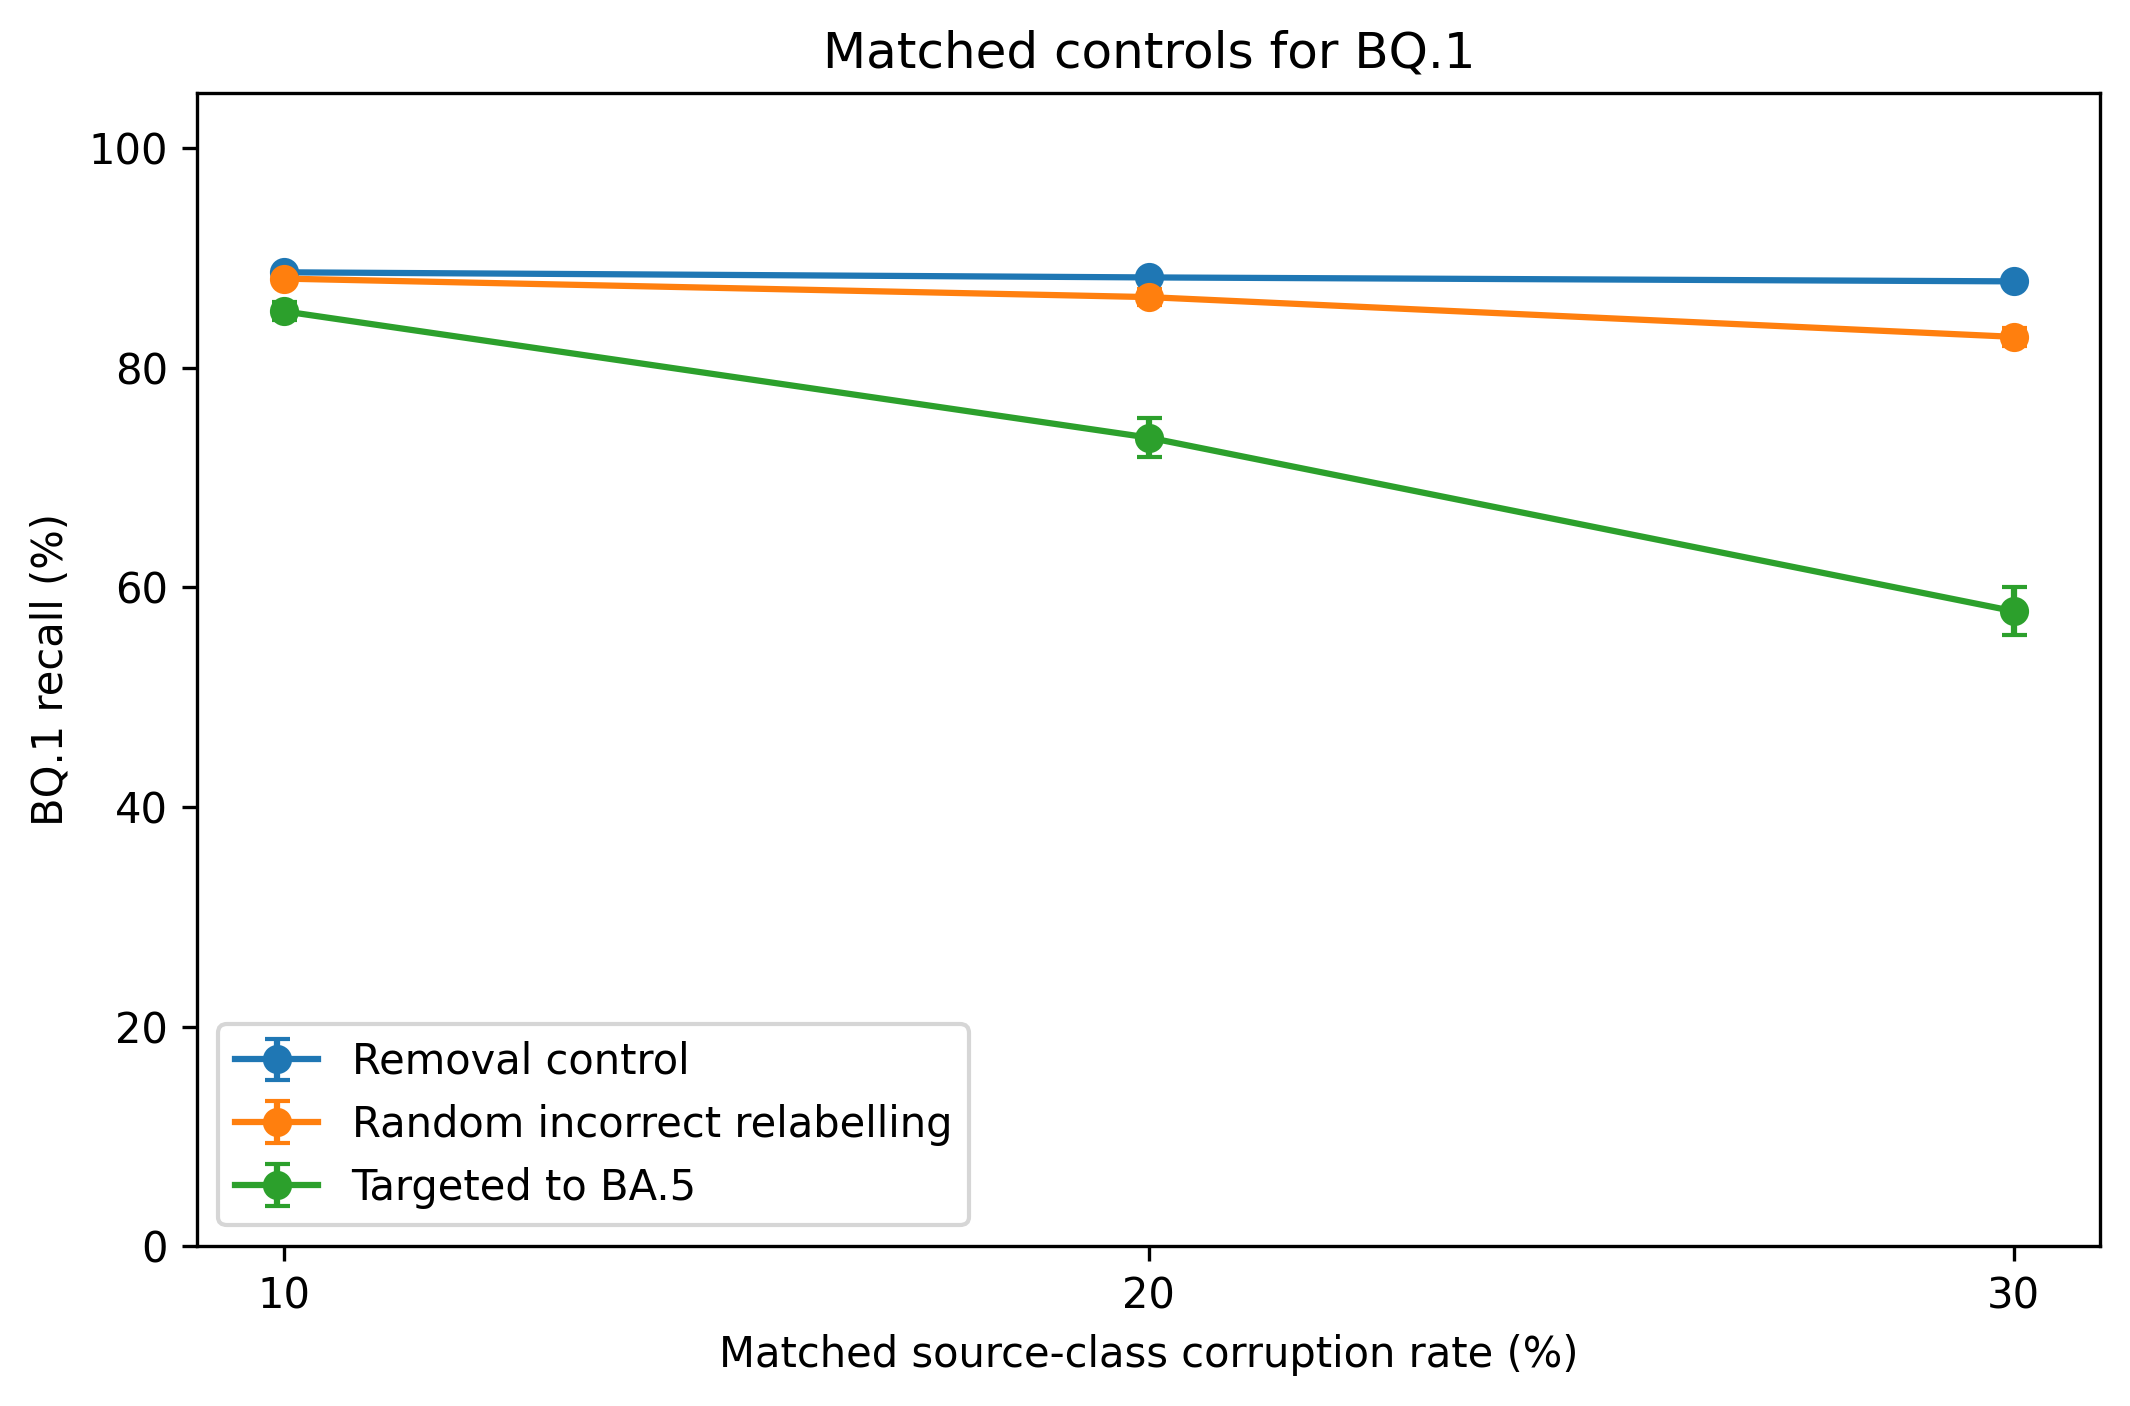 Matched controls for BQ.1
BQ.1 recall (%)
100
80
60
40
20
0
Removal control
Random incorrect relabelling
Targeted to BA.5
10
20
30
Matched source-class corruption rate (%)